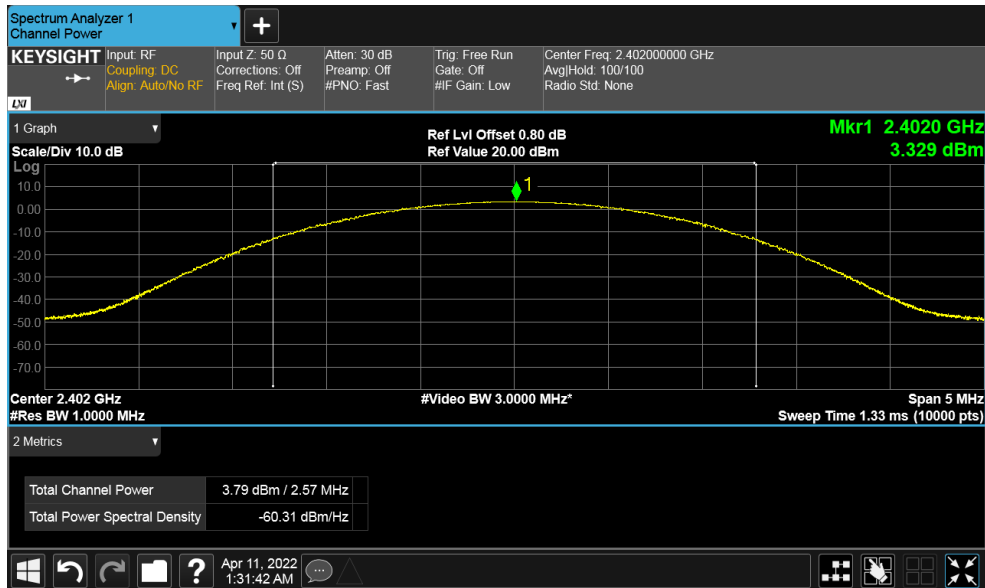 Spectrum Analyzer 1
Channel Power
KEYSIGHT
LXI
Input: RF
Coupling: DC
Align: Auto/No RF
Input Z: 50 Ω
Corrections: Off
Freq Ref: Int (S)
Atten: 30 dB
Preamp: Off
#PNO: Fast
Trig: Free Run
Gate: Off
#IF Gain: Low
Center Freq: 2.402000000 GHz
Avg|Hold: 100/100
Radio Std: None
1 Graph
Scale/Div 10.0 dB
Ref Lvl Offset 0.80 dB
Ref Value 20.00 dBm
Mkr1 2.4020 GHz
3.329 dBm
Log
1
10.0
0.00
-10.0
-20.0
-30.0
-40.0
-50.0
-60.0
-70.0
Center 2.402 GHz
#Res BW 1.0000 MHz
#Video BW 3.0000 MHz*
Span 5 MHz
Sweep Time 1.33 ms (10000 pts)
2 Metrics
Total Channel Power 3.79 dBm / 2.57 MHz
Total Power Spectral Density -60.31 dBm/Hz
?
Apr 11, 2022
1:31:42 AM